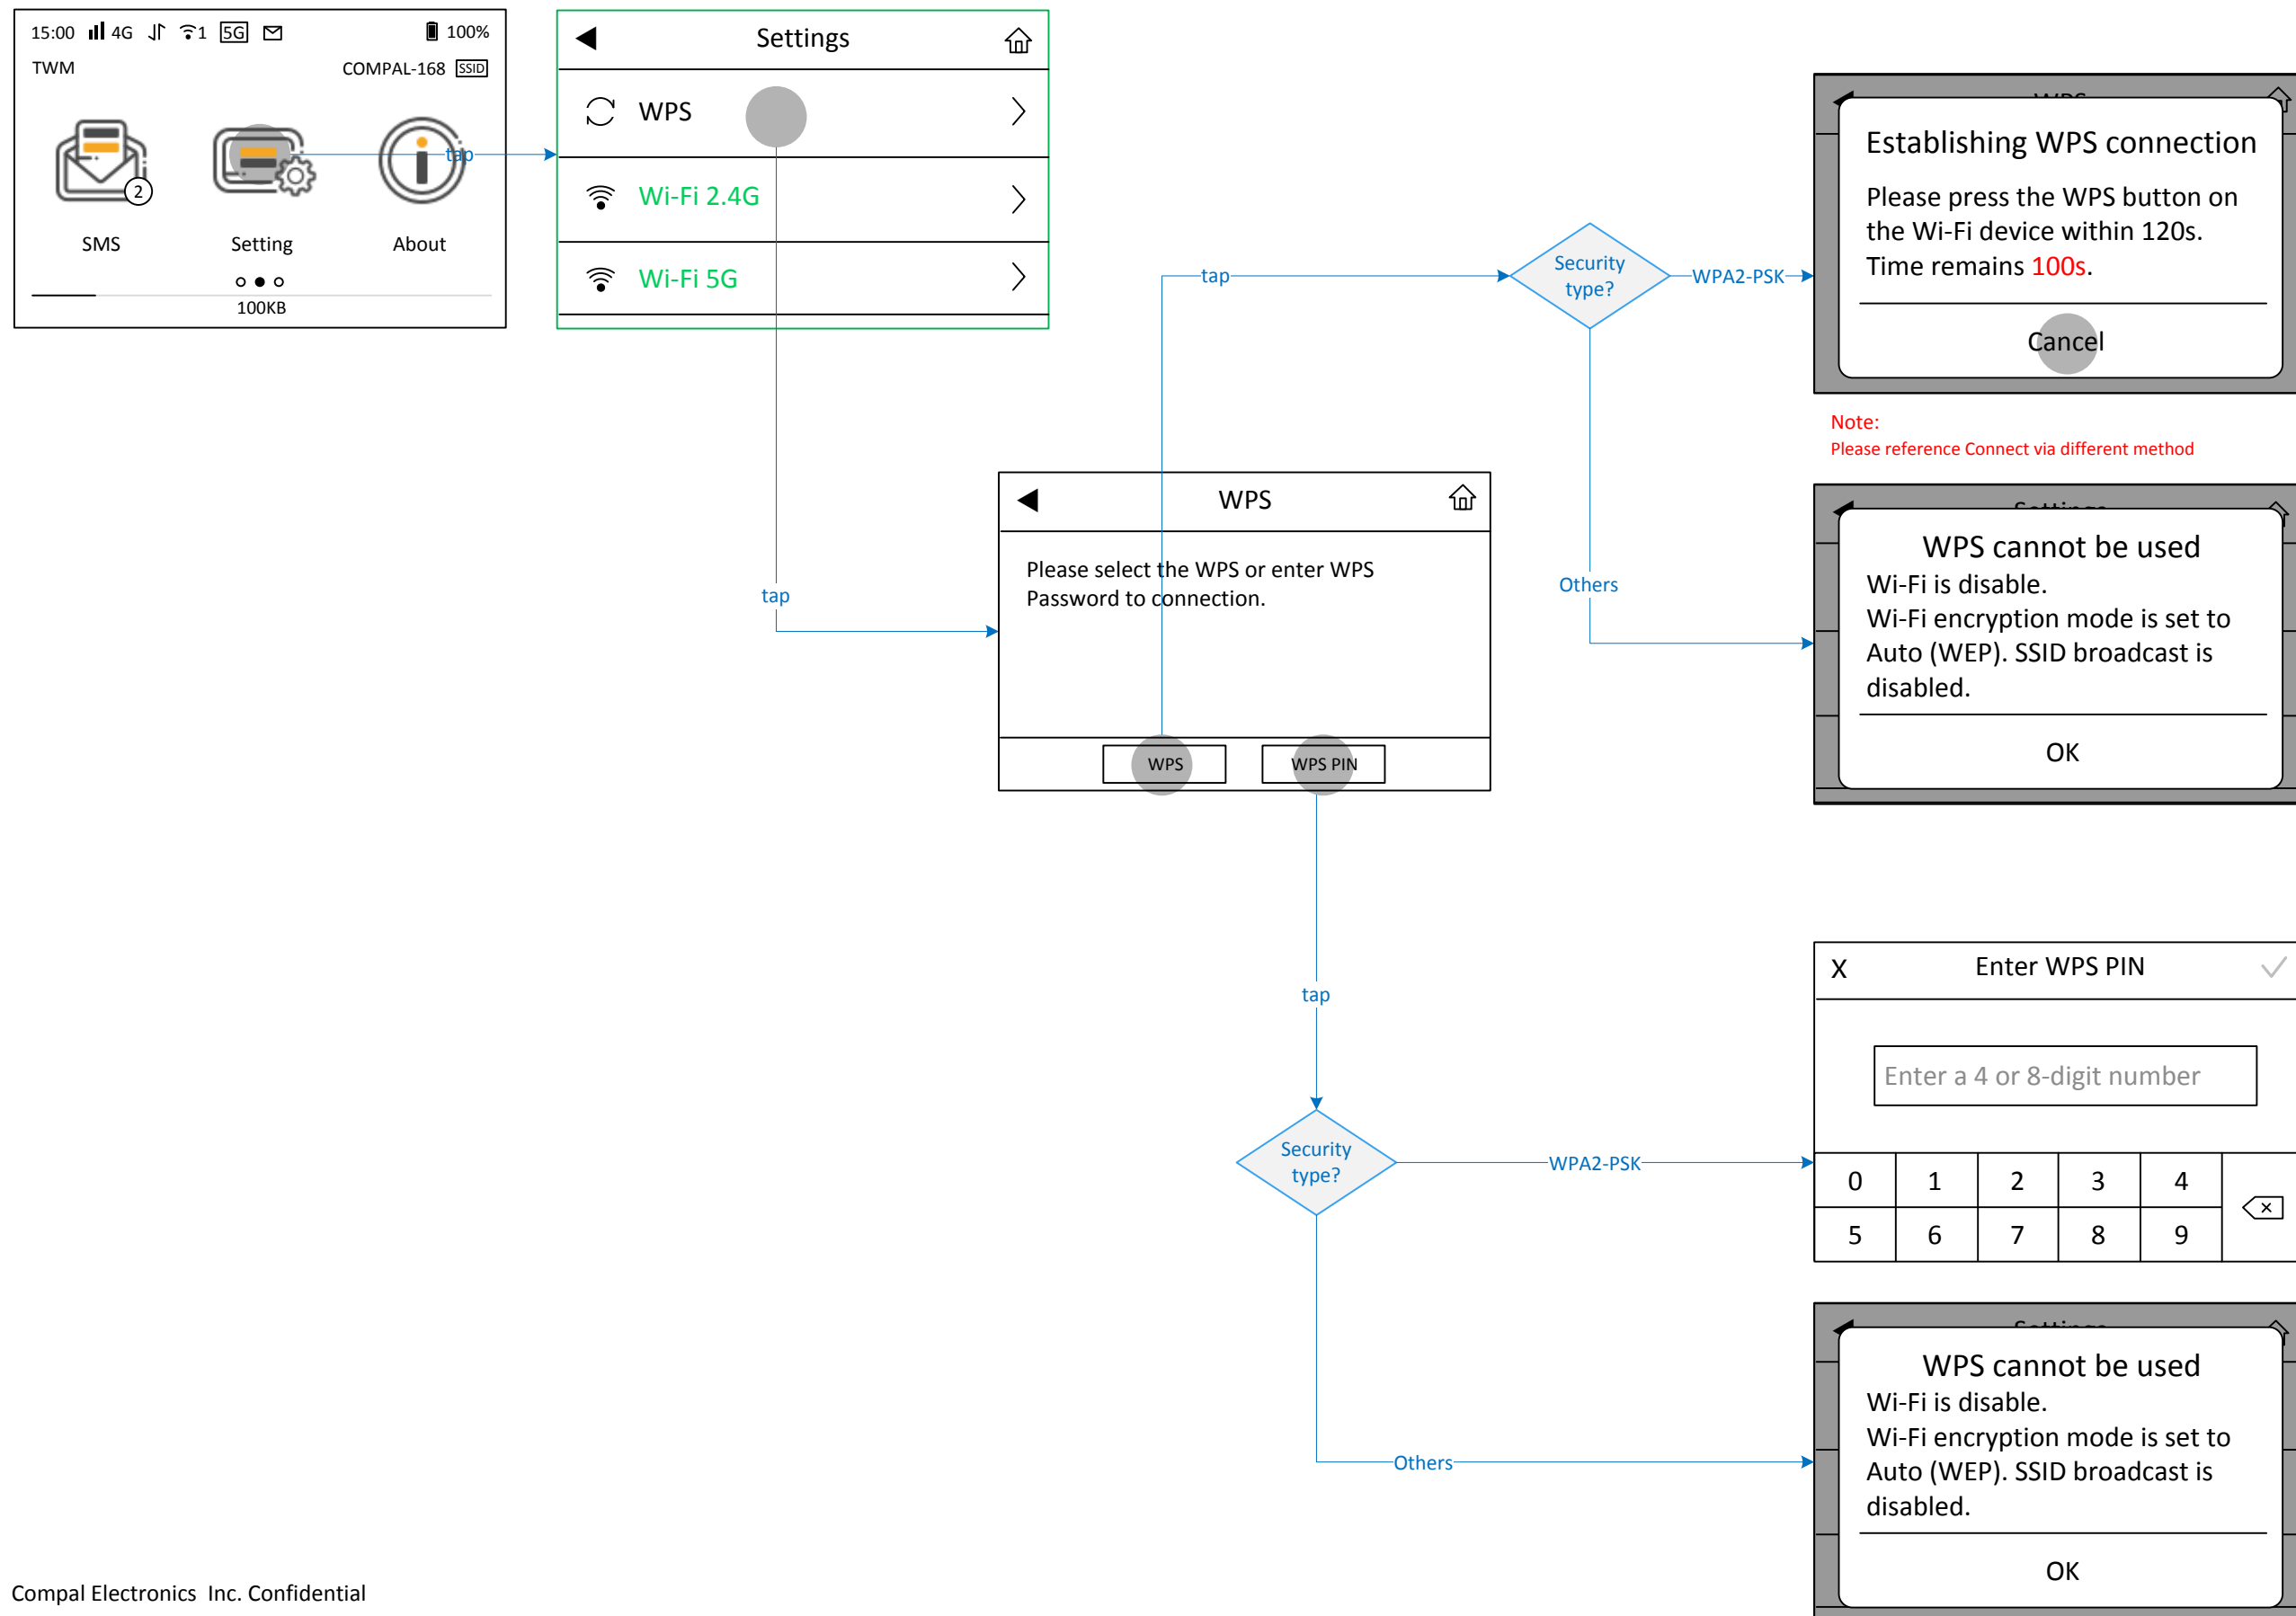 15:00 4G 1 5G 100%
TWM COMPAL-168 SSID
2
SMS Setting About
100KB
tap
Settings
WPS
Wi-Fi 2.4G
Wi-Fi 5G
tap
WPS
Please select the WPS or enter WPS
Password to connection.
WPS WPS PIN
tap
Security
type?
WPA2-PSK
Others
WPS
Establishing WPS connection
Please press the WPS button on
the Wi-Fi device within 120s.
Time remains 100s.
Cancel
Note:
Please reference Connect via different method
Settings
WPS cannot be used
Wi-Fi is disable.
Wi-Fi encryption mode is set to
Auto (WEP). SSID broadcast is
disabled.
OK
tap
Security
type?
WPA2-PSK
Others
X Enter WPS PIN
Enter a 4 or 8-digit number
0 1 2 3 4
5 6 7 8 9
Settings
WPS cannot be used
Wi-Fi is disable.
Wi-Fi encryption mode is set to
Auto (WEP). SSID broadcast is
disabled.
OK
Compal Electronics Inc. Confidential